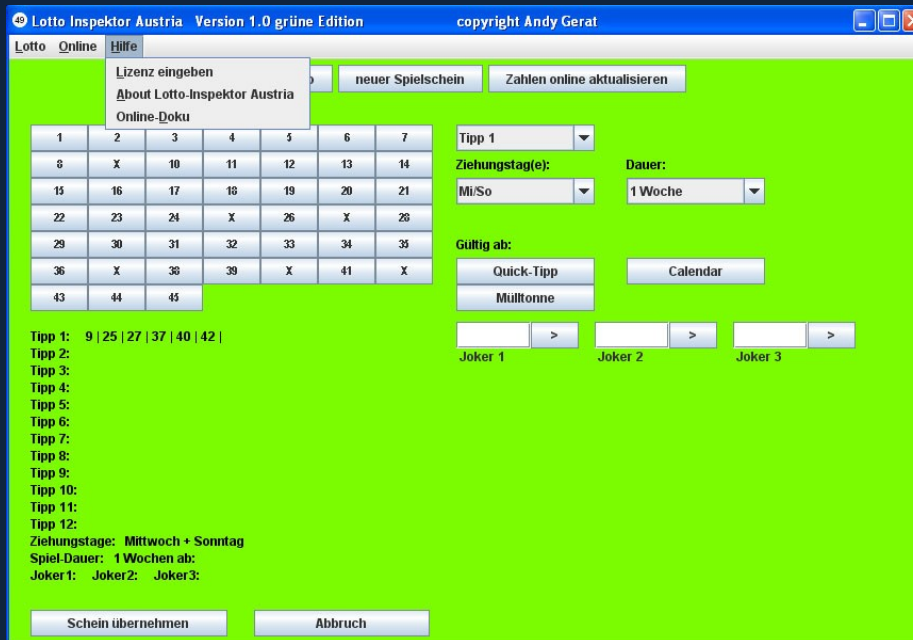 49 Lotto Inspektor Austria Version 1.0 grüne Edition copyright Andy Gerat
Lotto Online Hilfe
Lizenz eingeben
About Lotto-Inspektor Austria
Online-Doku
neuer Spielschein Zahlen online aktualisieren
1 2 3 4 5 6 7
8 X 10 11 12 13 14
15 16 17 18 19 20 21
22 23 24 X 26 X 28
29 30 31 32 33 34 35
36 X 38 39 X 41 X
43 44 45
Tipp 1
Ziehungstag(e): Dauer:
Mi/So 1 Woche
Gültig ab:
Quick-Tipp Calendar
Mülltonne
> > >
Joker 1 Joker 2 Joker 3
Tipp 1: 9 | 25 | 27 | 37 | 40 | 42 |
Tipp 2:
Tipp 3:
Tipp 4:
Tipp 5:
Tipp 6:
Tipp 7:
Tipp 8:
Tipp 9:
Tipp 10:
Tipp 11:
Tipp 12:
Ziehungstage: Mittwoch + Sonntag
Spiel-Dauer: 1 Wochen ab:
Joker1: Joker2: Joker3:
Schein übernehmen Abbruch